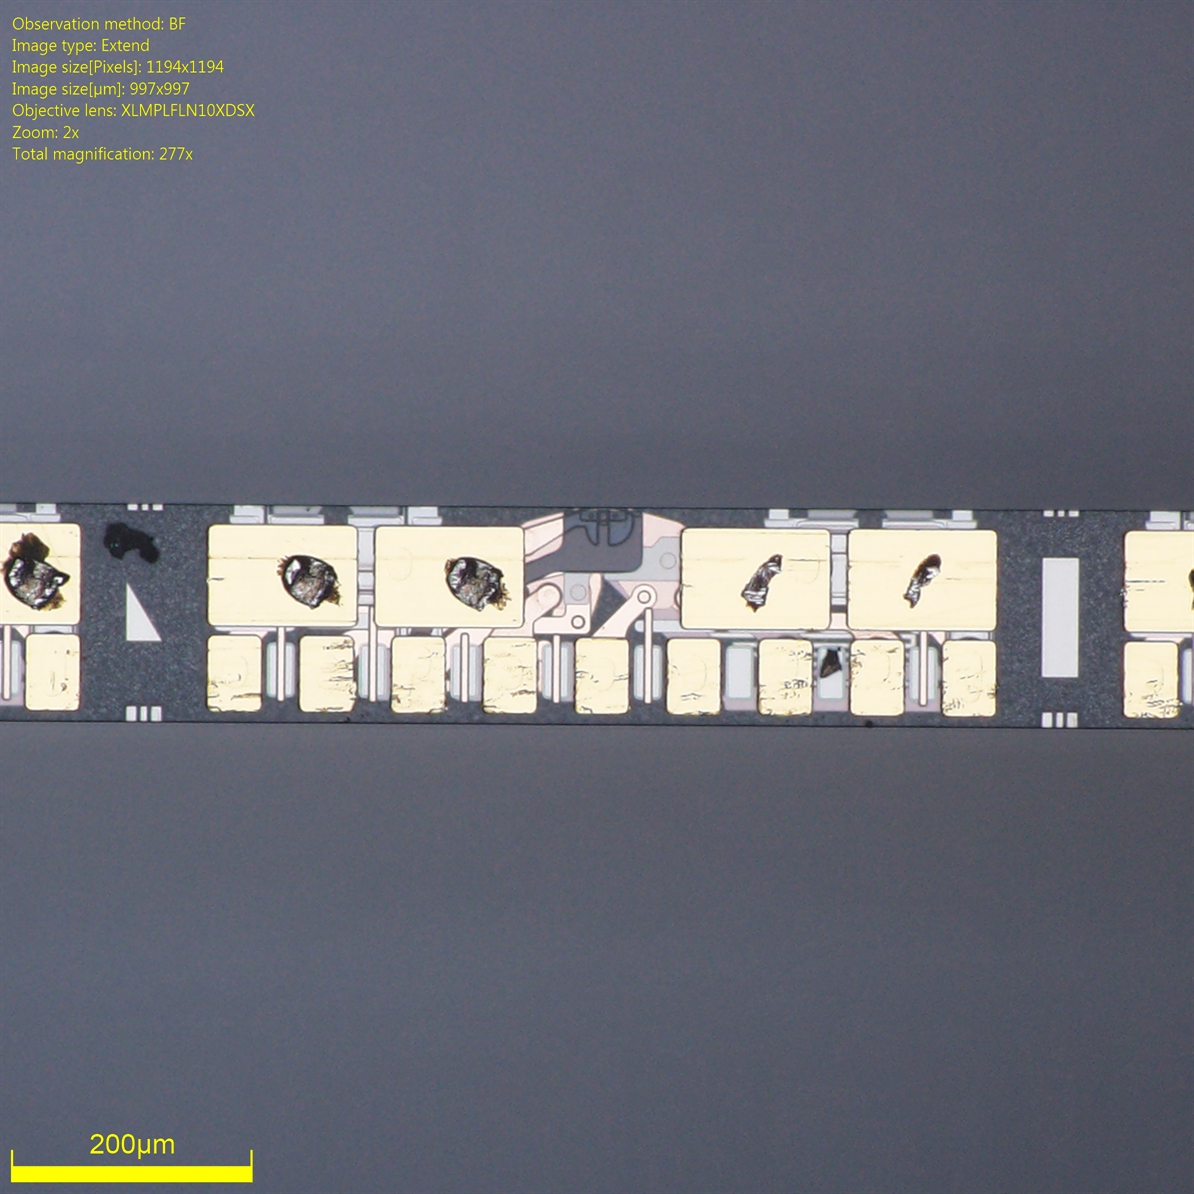 Observation method: BF
Image type: Extend
Image size[Pixels]: 1194x1194
Image size[µm]: 997x997
Objective lens: XLMPLFLN10XDSX
Zoom: 2x
Total magnification: 277x
200µm